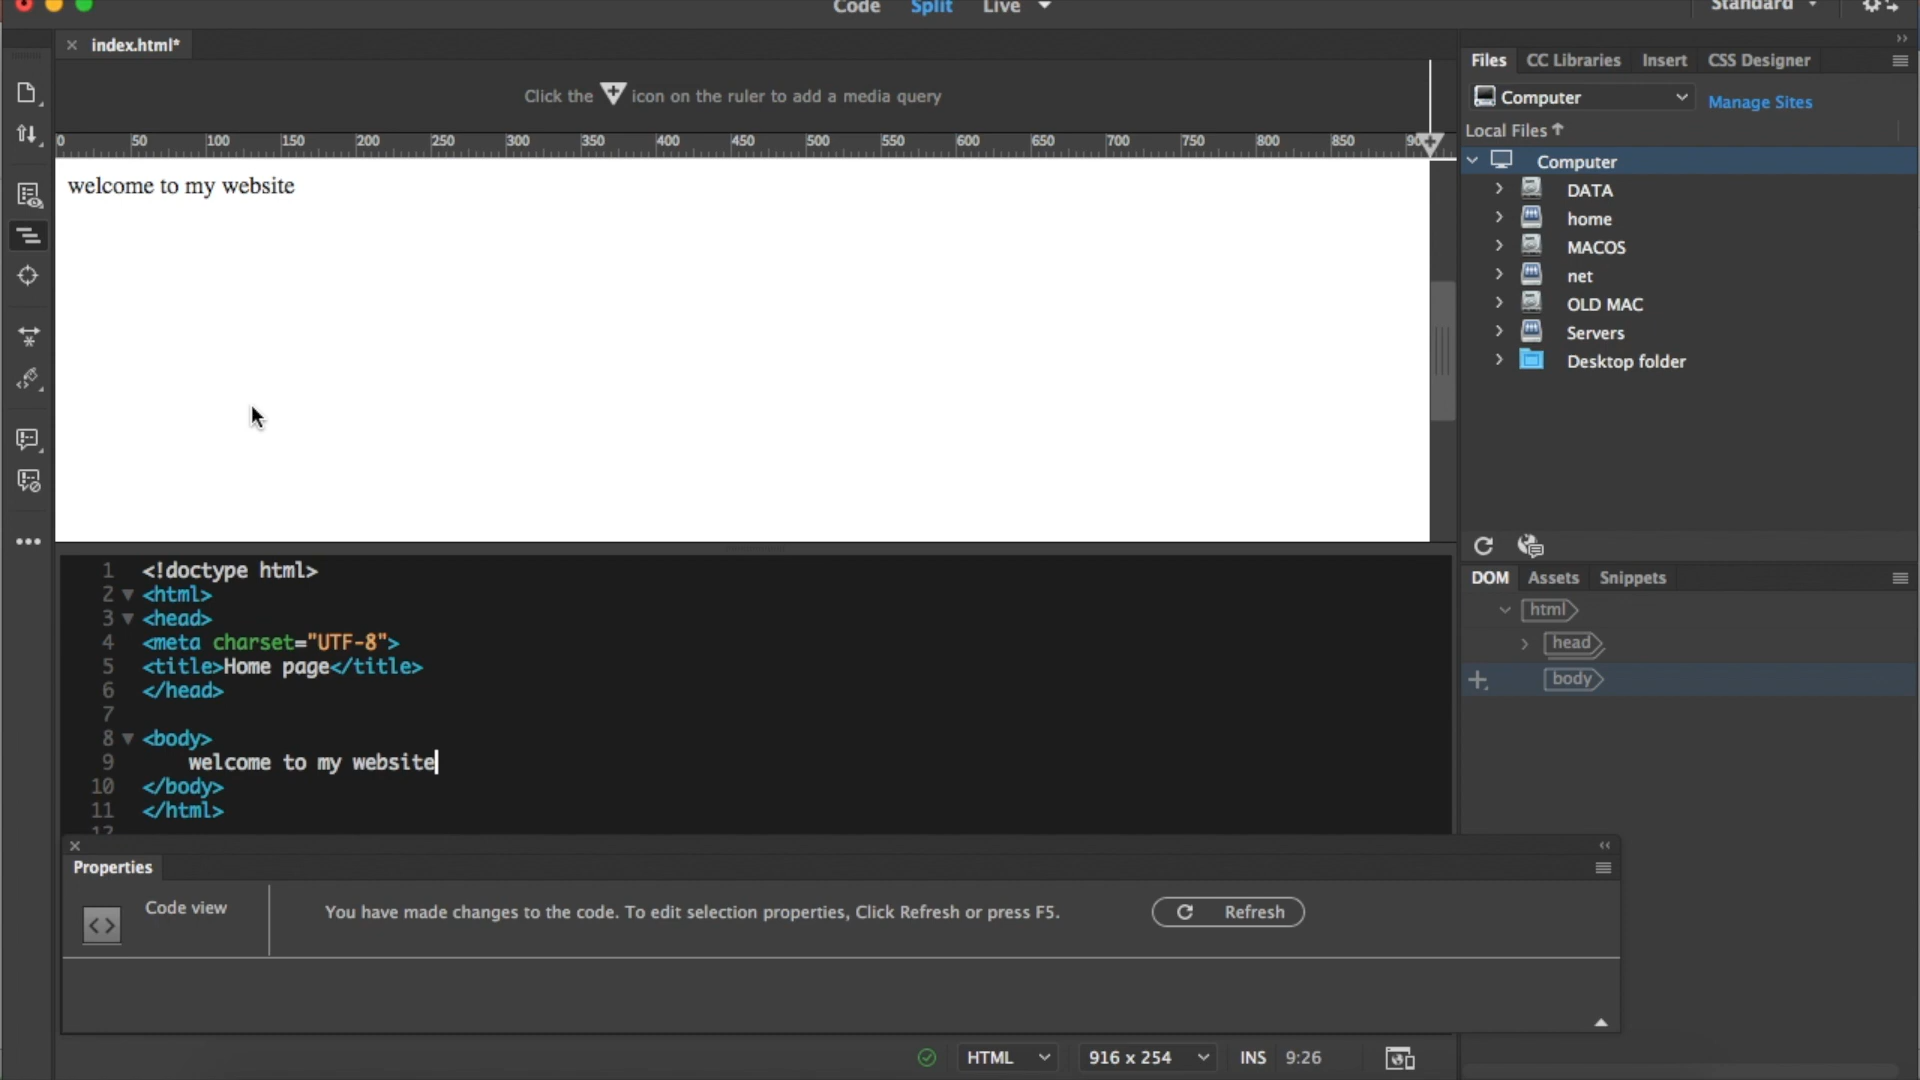 Code Split Live
Standard
index.html*
Click the icon on the ruler to add a media query
0 50 100 150 200 250 300 350 400 450 500 550 600 650 700 750 800 850
welcome to my website
1 <!doctype html>
2 <html>
3 <head>
4 <meta charset="UTF-8">
5 <title>Home page</title>
6 </head>
7
8 <body>
9 welcome to my website
10 </body>
11 </html>
12
Properties
Code view
You have made changes to the code. To edit selection properties, Click Refresh or press F5.
Refresh
HTML 916 x 254 INS 9:26
Files CC Libraries Insert CSS Designer
Computer Manage Sites
Local Files
Computer
DATA
home
MACOS
net
OLD MAC
Servers
Desktop folder
DOM Assets Snippets
html
head
body